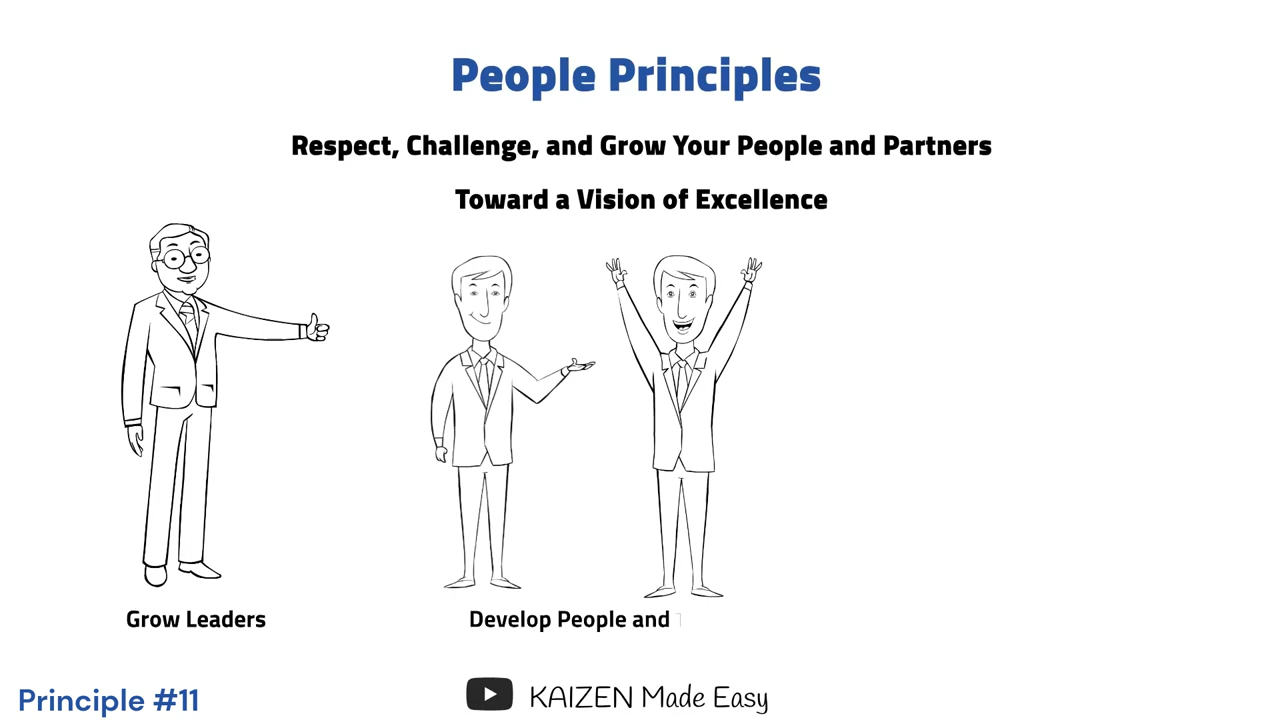 People Principles
Respect, Challenge, and Grow Your People and Partners
Toward a Vision of Excellence
Grow Leaders
Develop People and
Principle #11
KAIZEN Made Easy